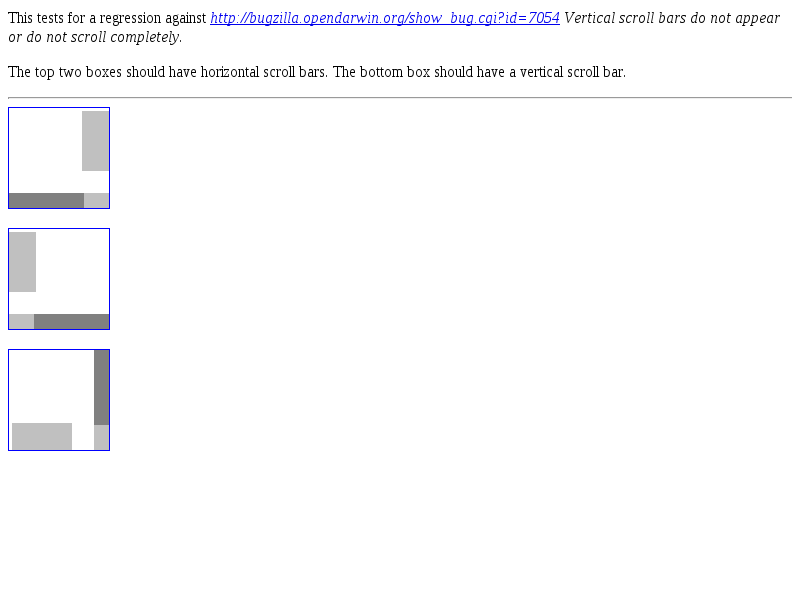 This tests for a regression against http://bugzilla.opendarwin.org/show_bug.cgi?id=7054 Vertical scroll bars do not appear
or do not scroll completely.
The top two boxes should have horizontal scroll bars. The bottom box should have a vertical scroll bar.